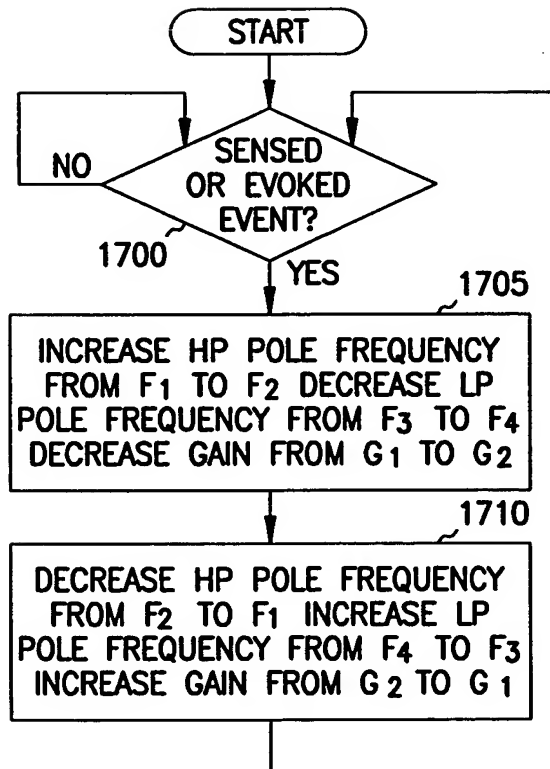 START
SENSED
OR EVOKED
EVENT?
NO
1700
YES
1705
INCREASE HP POLE FREQUENCY
FROM F1 TO F2 DECREASE LP
POLE FREQUENCY FROM F3 TO F4
DECREASE GAIN FROM G1 TO G2
1710
DECREASE HP POLE FREQUENCY
FROM F2 TO F1 INCREASE LP
POLE FREQUENCY FROM F4 TO F3
INCREASE GAIN FROM G2 TO G1